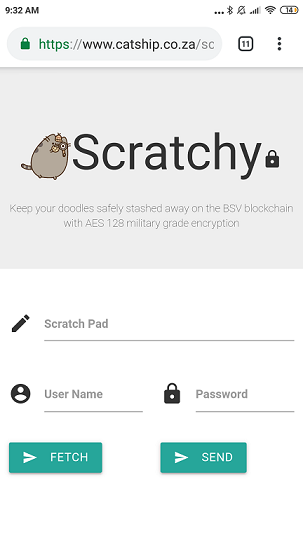 9:32 AM
14
https://www.catship.co.za/sc
11
Scratchy
Keep your doodles safely stashed away on the BSV blockchain
with AES 128 military grade encryption
Scratch Pad
User Name Password
FETCH SEND